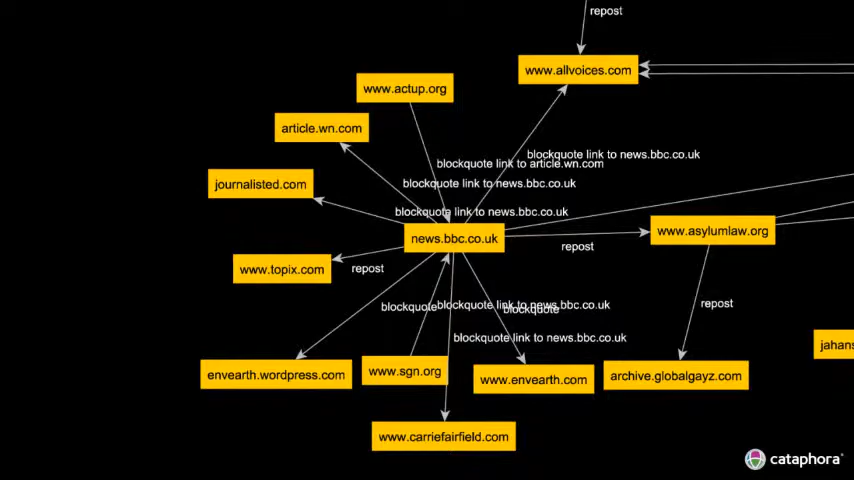 repost
www.allvoices.com
www.actup.org
article.wn.com
blockquote link to news.bbc.co.uk
blockquote link to article.wn.com
journalisted.com
blockquote link to news.bbc.co.uk
blockquote link to news.bbc.co.uk
www.asylumlaw.org
news.bbc.co.uk
repost
www.topix.com
repost
repost
blockquote
blockquote link to news.bbc.co.uk
blockquote
blockquote link to news.bbc.co.uk
jahans
envearth.wordpress.com
www.sgn.org
www.envearth.com
archive.globalgayz.com
www.carriefairfield.com
cataphora